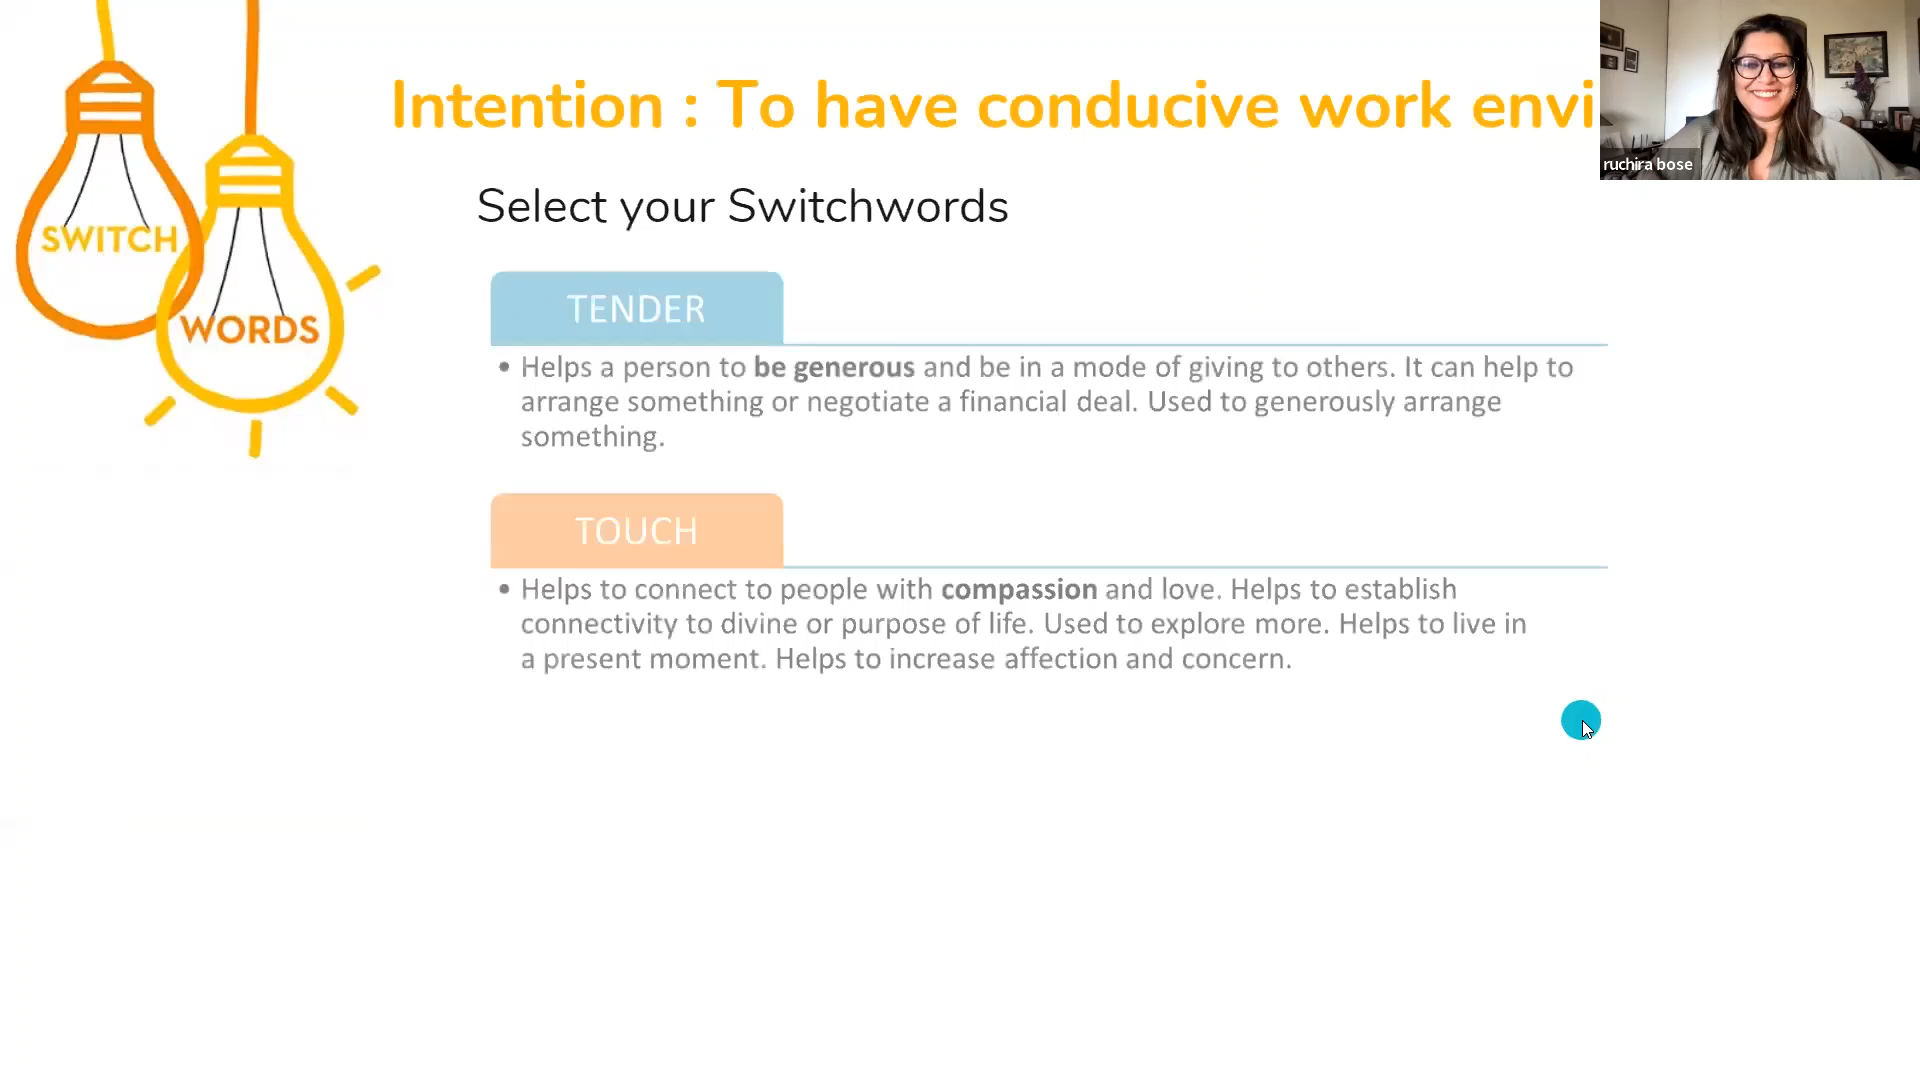 Intention : To have conducive work envi
ruchira bose
Select your Switchwords
SWITCH
WORDS
TENDER
• Helps a person to be generous and be in a mode of giving to others. It can help to
arrange something or negotiate a financial deal. Used to generously arrange
something.
TOUCH
• Helps to connect to people with compassion and love. Helps to establish
connectivity to divine or purpose of life. Used to explore more. Helps to live in
a present moment. Helps to increase affection and concern.